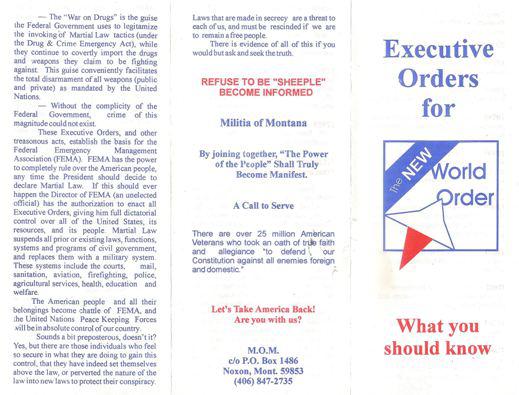 — The "War on Drugs" is the guise
the Federal Government uses to legitamize
the invoking of Martial Law tactics (under
the Drug & Crime Emergency Act), while
they continue to covertly import the drugs
and weapons they claim to be fighting
against. This guise conveniently facilitates
the total disarmament of all weapons (public
and private) as mandated by the United
Nations.
— Without the complicity of the
Federal Government, crime of this
magnitude could not exist.
These Executive Orders, and other
treasonous acts, establish the basis for the
Federal Emergency Management
Association (FEMA). FEMA has the power
to completely rule over the American people,
any time the President should decide to
declare Martial Law. If this should ever
happen the Director of FEMA (an unelected
official) has the authorization to enact all
Executive Orders, giving him full dictatorial
control over all of the United States, its
resources, and its people. Martial Law
suspends all prior or existing laws, functions,
systems and programs of civil government,
and replaces them with a military system.
These systems include the courts, mail,
sanitation, aviation, firefighting, police,
agricultural services, health, education and
welfare.
The American people and all their
belongings become chattle of FEMA, and
the United Nations Peace Keeping Forces
will be in absolute control of our country.
Sounds a bit preposterous, doesn't it?
Yes, but there are those individuals who feel
so secure in what they are doing to gain this
control, that they have indeed set themselves
above the law, or perverted the nature of the
law into new laws to protect their conspiracy.
Laws that are made in secrecy are a threat to
each of us, and must be rescinded if we are
to remain a free people.
There is evidence of all of this if you
would but ask and seek the truth.
REFUSE TO BE "SHEEPLE"
BECOME INFORMED
Militia of Montana
By joining together, "The Power
of the People" Shall Truly
Become Manifest.
A Call to Serve
There are over 25 million American
Veterans who took an oath of true faith
and allegiance "to defend our
Constitution against all enemies foreign
and domestic."
Let's Take America Back!
Are you with us?
M.O.M.
c/o P.O. Box 1486
Noxon, Mont. 59853
(406) 847-2735
Executive
Orders
for
The NEW
World
Order
What you
should know